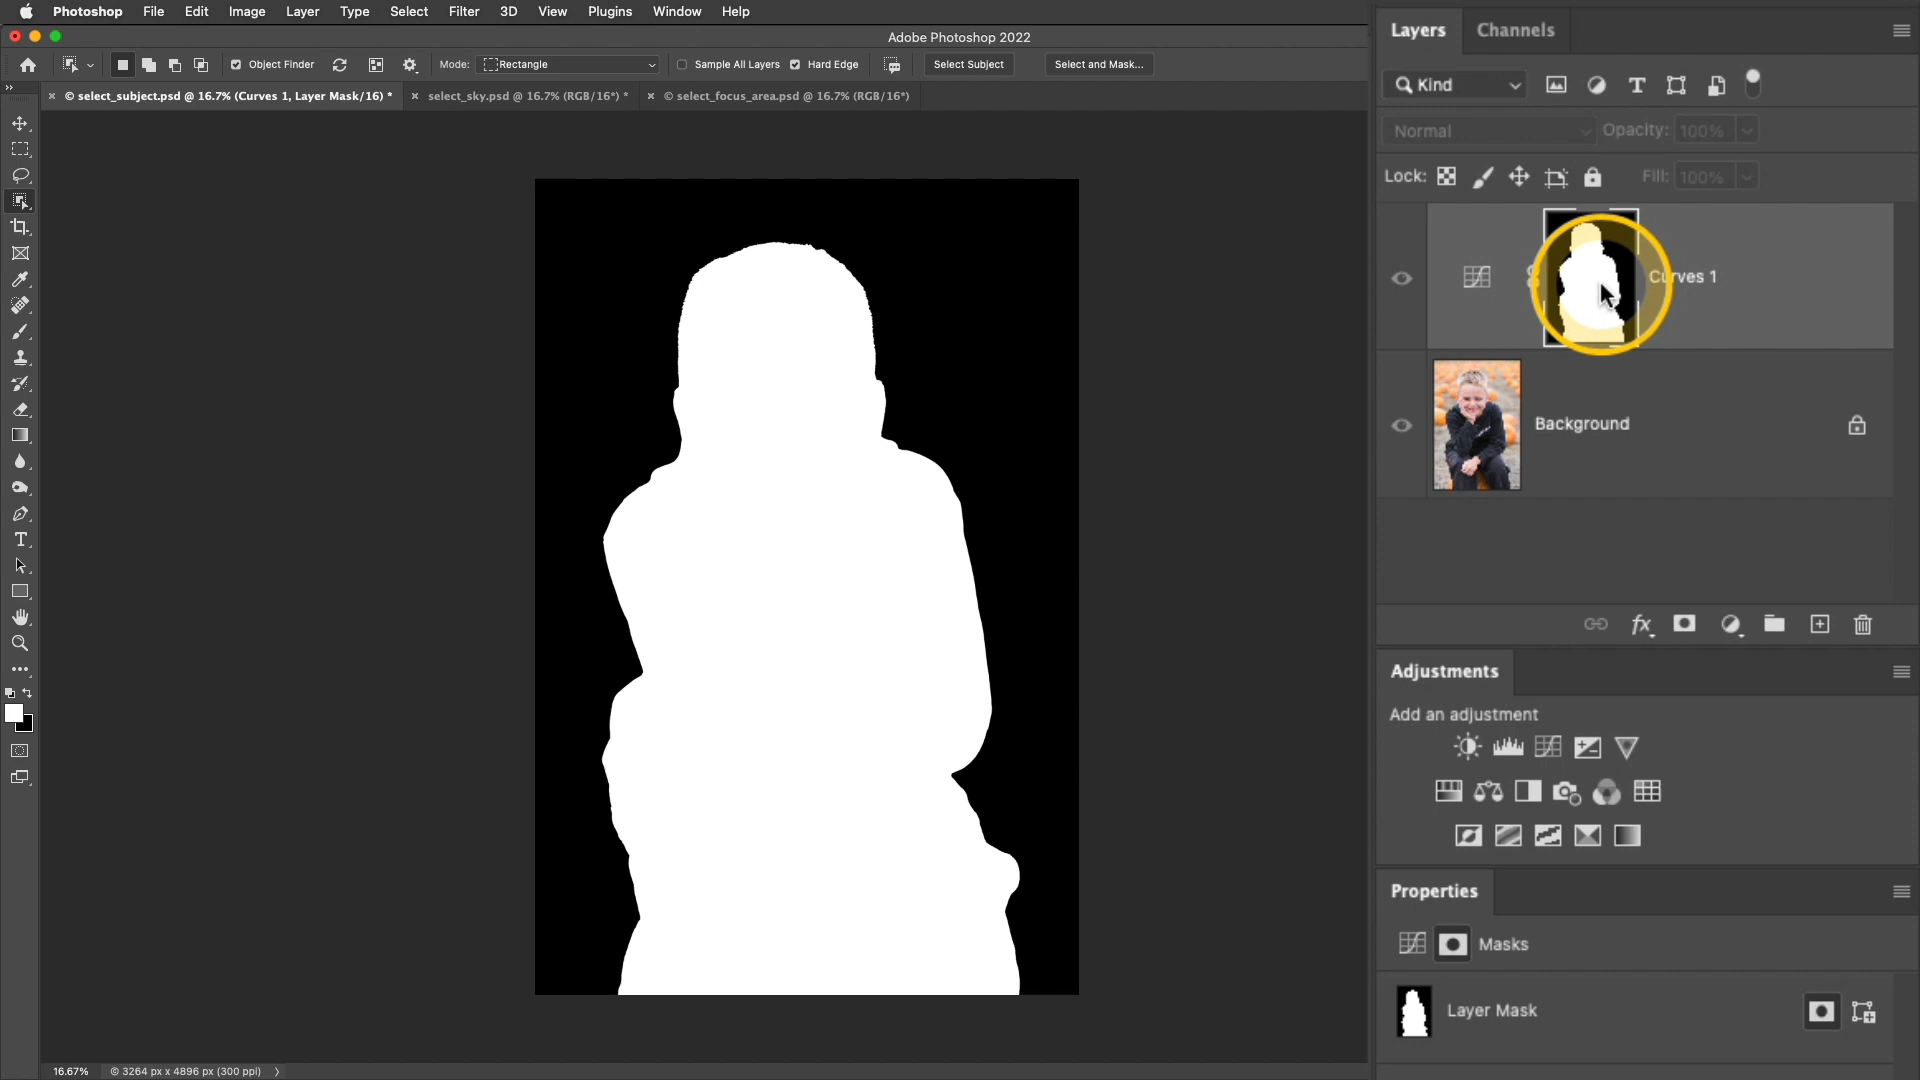 Photoshop File Edit Image Layer Type Select Filter 3D View Plugins Window Help
Adobe Photoshop 2022
Object Finder Mode: Rectangle Sample All Layers Hard Edge Select Subject Select and Mask...
× © select_subject.psd @ 16.7% (Curves 1, Layer Mask/16) * × select_sky.psd @ 16.7% (RGB/16*) * × © select_focus_area.psd @ 16.7% (RGB/16*)
Layers Channels
Kind
Normal Opacity: 100%
Lock: Fill: 100%
Curves 1
Background
fx
Adjustments
Add an adjustment
Properties
Masks
Layer Mask
16.67% © 3264 px x 4896 px (300 ppi)